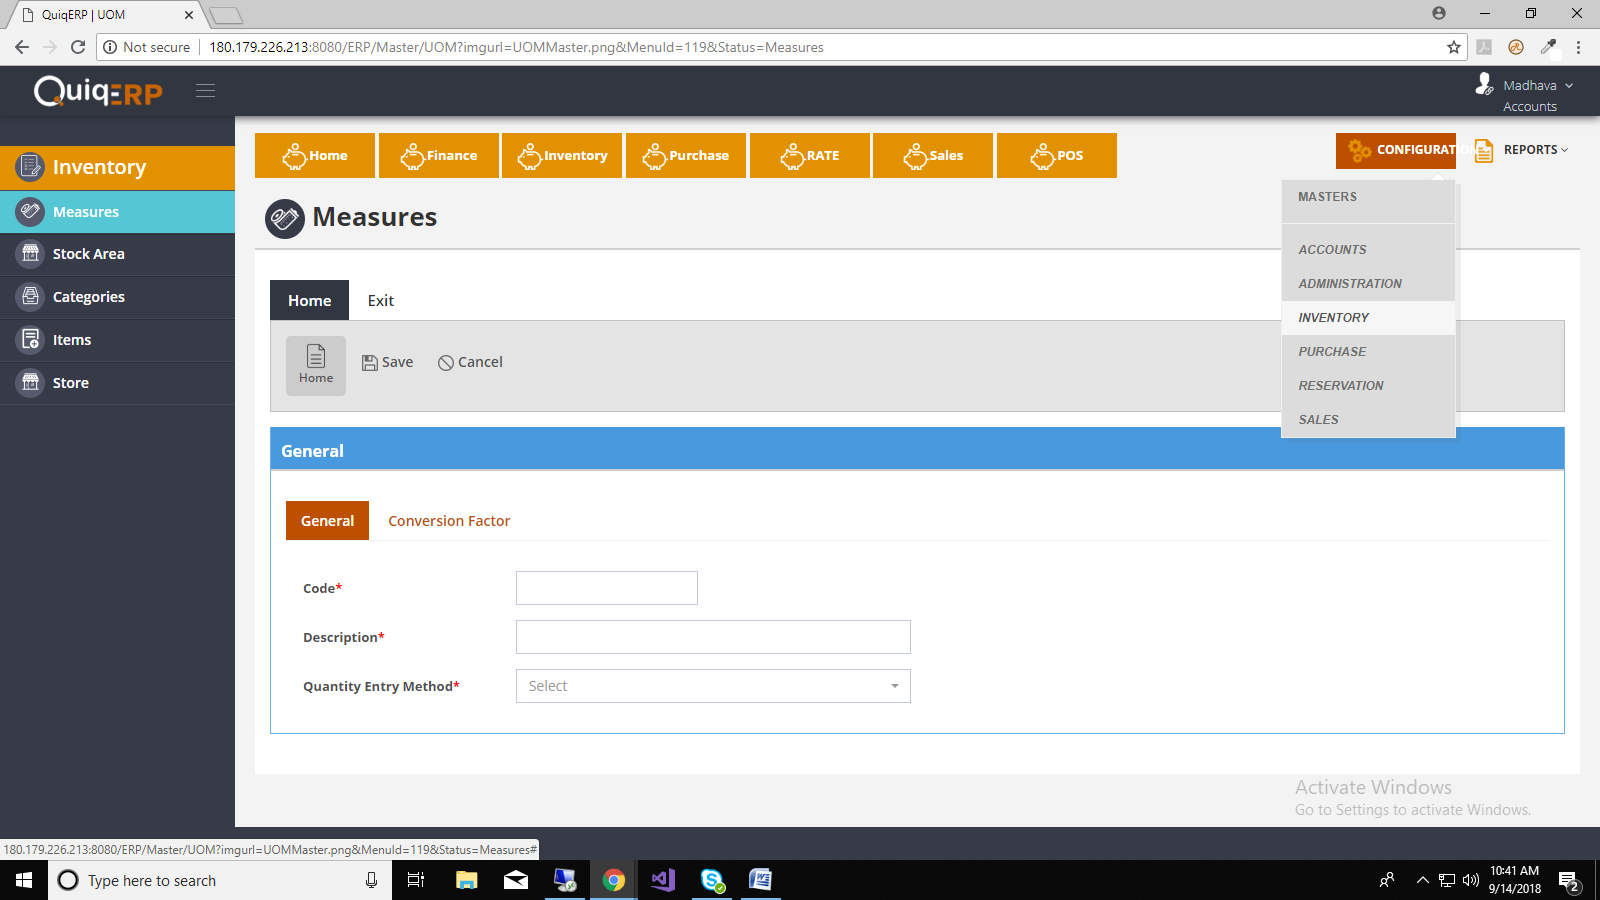 QuiqERP | UOM
Not secure
180.179.226.213:8080/ERP/Master/UOM?imgurl=UOMMaster.png&MenuId=119&Status=Measures
QuiqERP
Madhava
Accounts
Home
Finance
Inventory
Purchase
RATE
Sales
POS
CONFIGURATION
REPORTS
Inventory
Measures
Stock Area
Categories
Items
Store
Measures
MASTERS
ACCOUNTS
ADMINISTRATION
INVENTORY
PURCHASE
RESERVATION
SALES
Home
Exit
Home
Save
Cancel
General
General
Conversion Factor
Code*
Description*
Quantity Entry Method*
Select
Activate Windows
Go to Settings to activate Windows.
180.179.226.213:8080/ERP/Master/UOM?imgurl=UOMMaster.png&MenuId=119&Status=Measures#
Type here to search
10:41 AM
9/14/2018
2